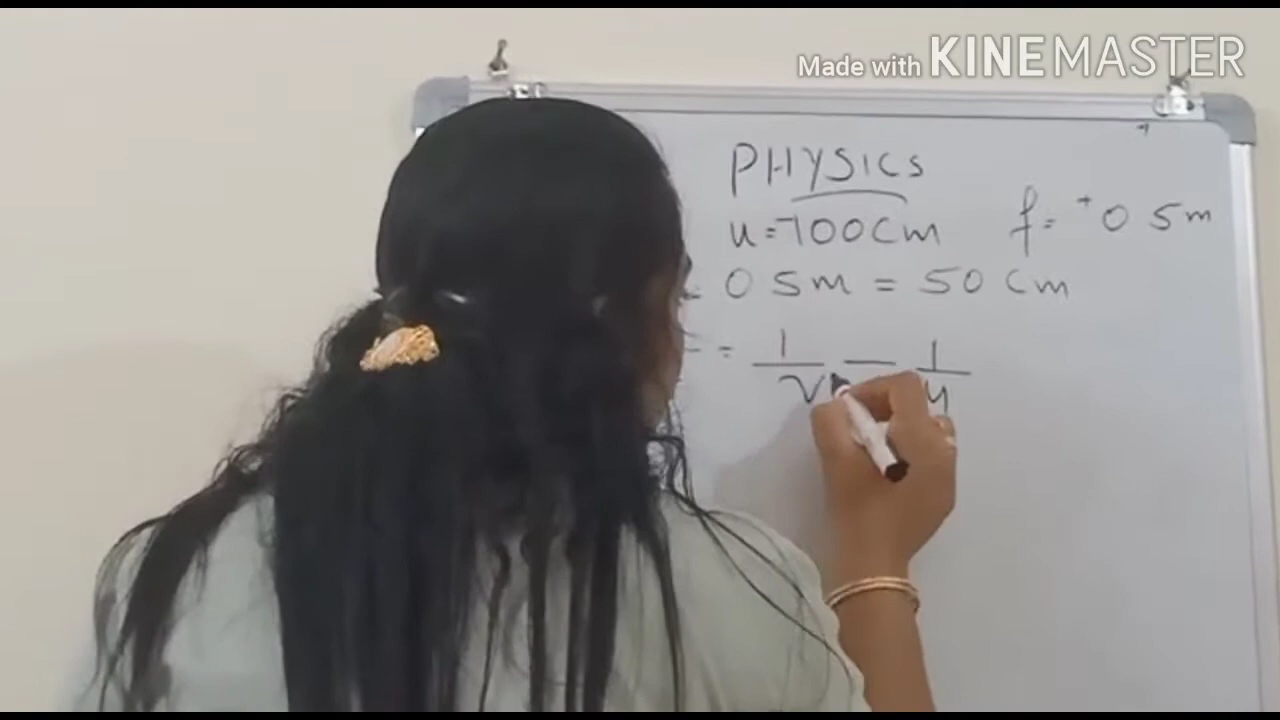 Made with KINEMASTER
PHYSICS
u=-100cm f= +0 5m
0 5m = 50 cm
= 1/v - 1/u